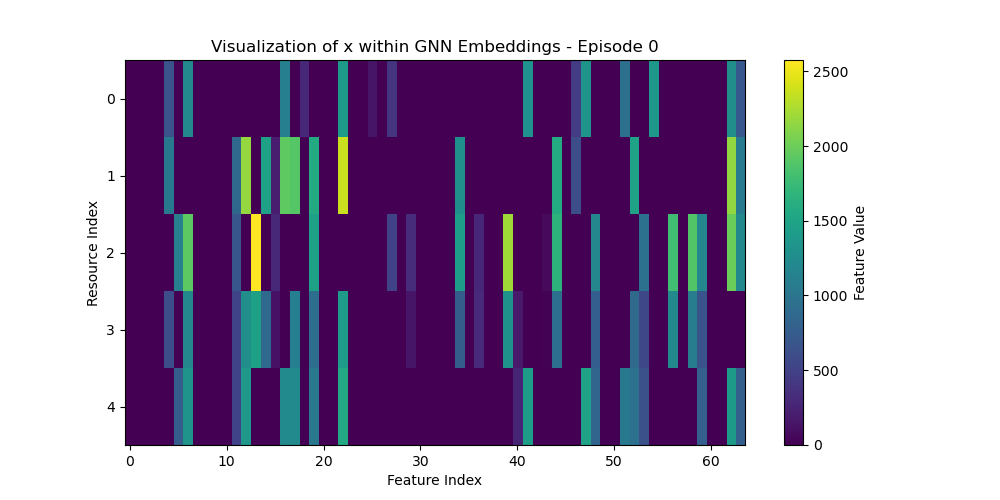 Visualization of x within GNN Embeddings - Episode 0
Resource Index
0
1
2
3
4
0 10 20 30 40 50 60
Feature Index
2500
2000
1500
1000
500
0
Feature Value